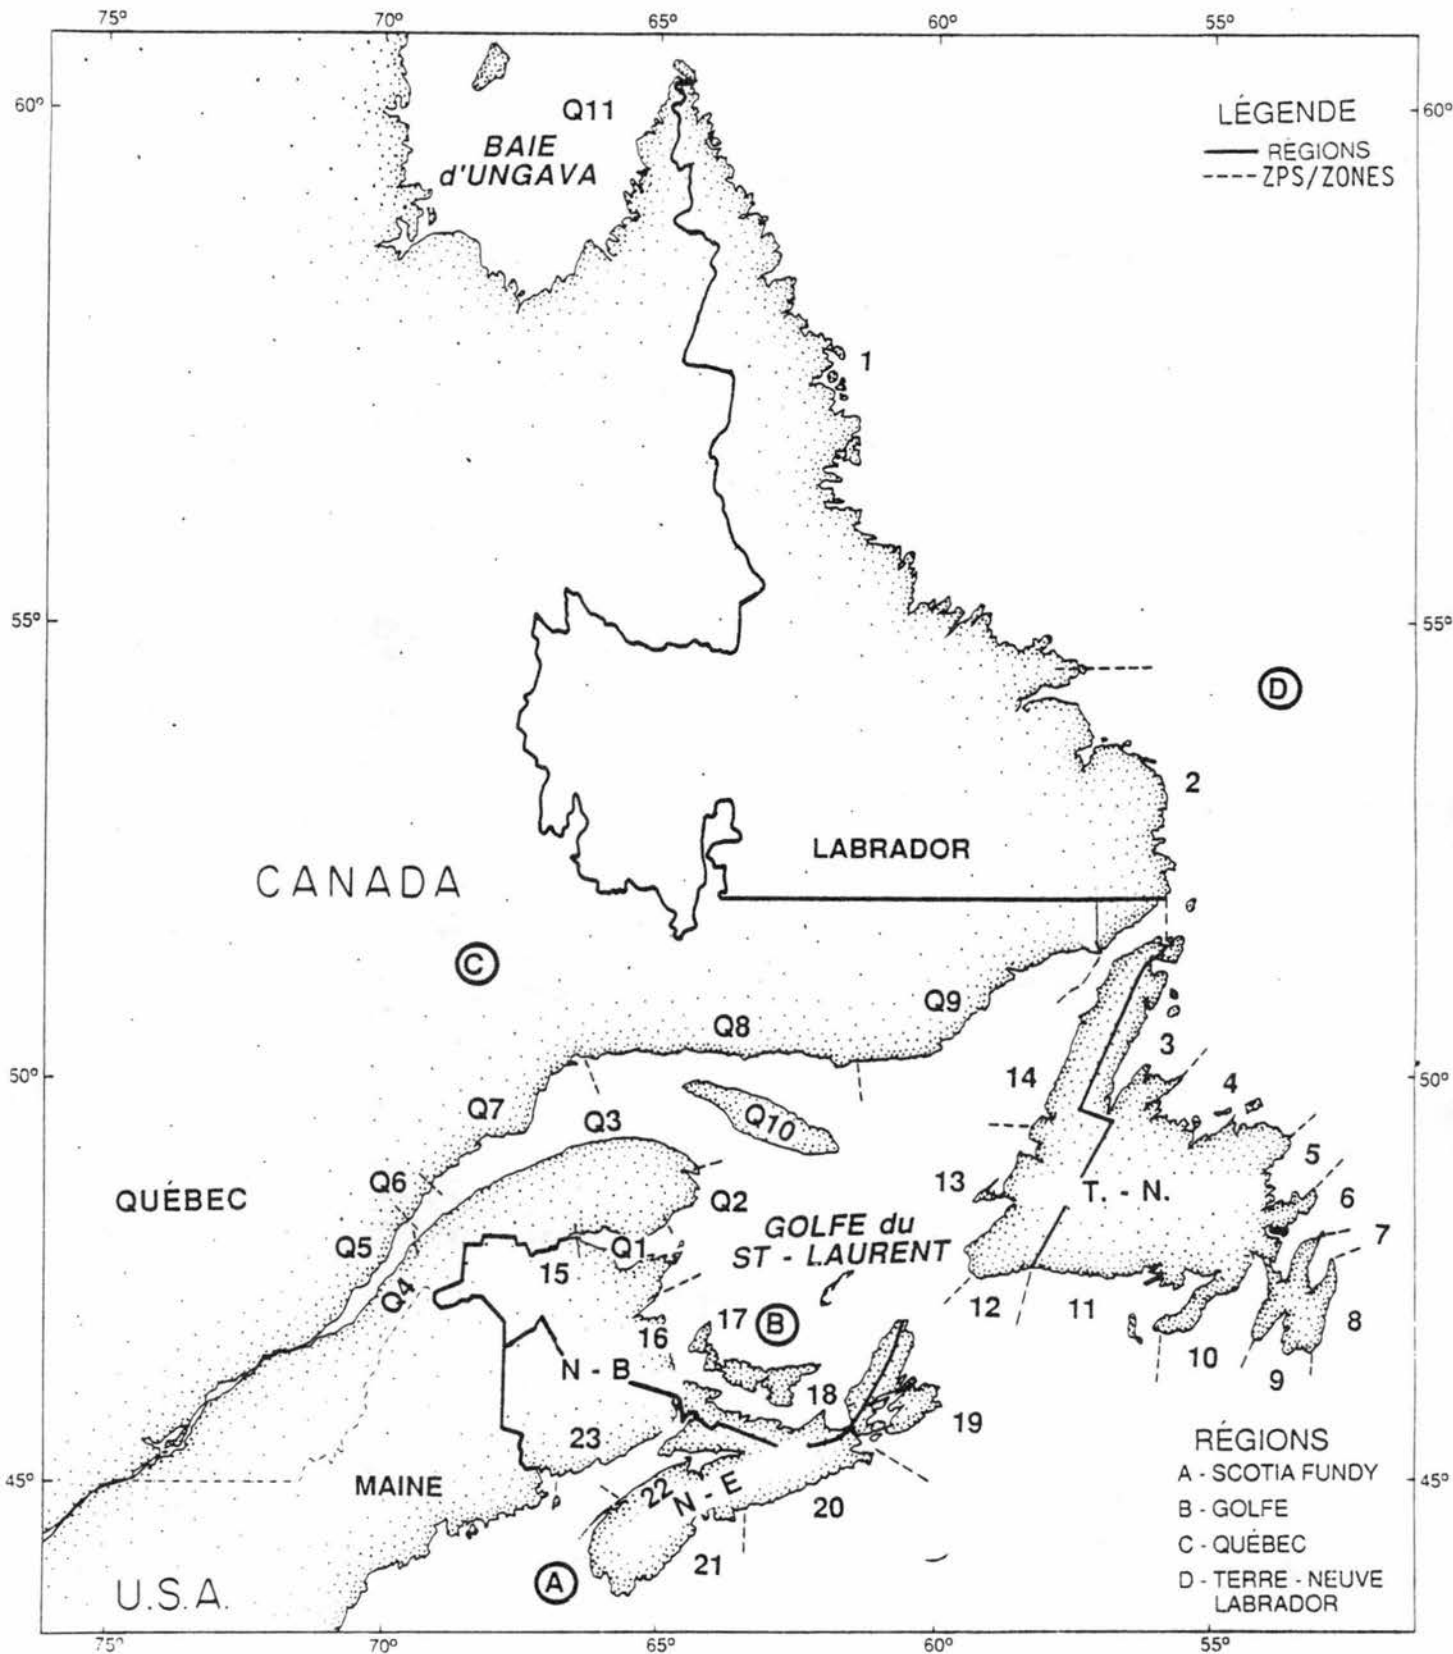 75° 70° 65° 60° 55°
60° 60°
Q11
BAIE
d'UNGAVA
LÉGENDE
RÉGIONS
ZPS/ZONES
1
55° 55°
D
2
LABRADOR
CANADA
C
Q9
Q8
3
50° 50°
14
4
Q7
Q3
Q10
5
Q6
13
T. - N.
6
QUÉBEC
Q2
GOLFE du
ST - LAURENT
7
Q5
Q1
15
Q4
12
11
8
17
B
16
10
9
N - B
18
19
23
RÉGIONS
A - SCOTIA FUNDY
B - GOLFE
C - QUÉBEC
D - TERRE - NEUVE
LABRADOR
45° 45°
MAINE
22
N - E
20
21
A
U.S.A.
75° 70° 65° 60° 55°